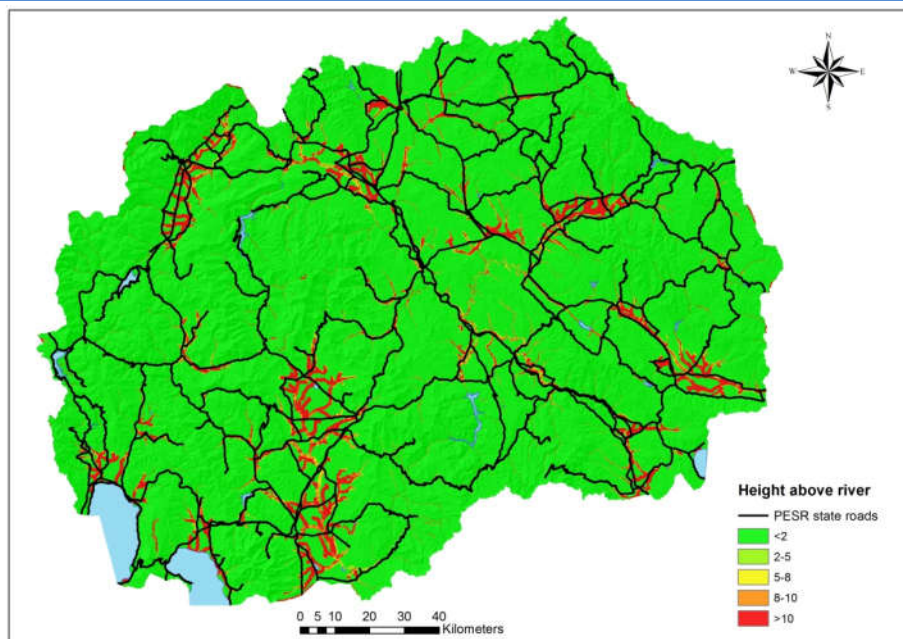 N
W E
S
Height above river
PESR state roads
<2
2-5
5-8
8-10
>10
0 5 10 20 30 40
Kilometers